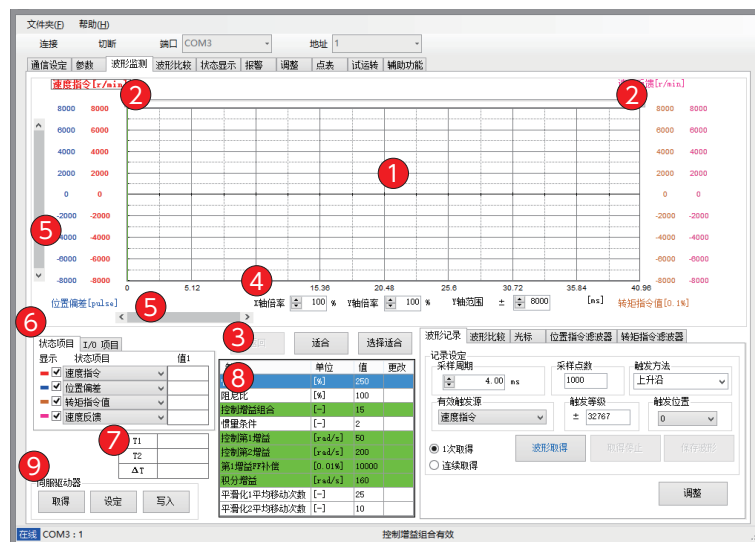 文件夹(F) 帮助(H)
连接 切断 端口 COM3 地址 1
通信设定 参数 波形监测 波形比较 状态显示 报警 调整 点表 试运转 辅助功能
速度指令[r/min] 2 2 [r/min]
8000 8000 8000 8000
6000 6000 6000 6000
4000 4000 1 4000 4000
2000 2000 2000 2000
0 0 0 0
-2000 -2000 -2000 -2000
5
-4000 -4000 -4000 -4000
-6000 -6000 -6000 -6000
-8000 -8000 4 -8000 -8000
0 5.12 15.36 20.48 25.6 30.72 35.84 40.96
位置偏差[pulse] 5 X轴倍率 100 % Y轴倍率 100 % Y轴范围 ± 8000 [ms] 转矩指令值[0.1%]
6 3 适合 选择适合
状态项目 I/O 项目
显示 状态项目 值1
速度指令
位置偏差
转矩指令值
速度反馈
7 T1
T2
ΔT
9
伺服驱动器
取得 设定 写入
8 单位 值 更改
[%] 250
阻尼比 [%] 100
控制增益组合 [-] 15
惯量条件 [-] 2
控制第1增益 [rad/s] 50
控制第2增益 [rad/s] 200
第1增益FF补偿 [0.01%] 10000
积分增益 [rad/s] 160
平滑化1平均移动次数 [-] 25
平滑化2平均移动次数 [-] 10
波形记录 波形比较 光标 位置指令滤波器 转矩指令滤波器
记录设定
采样周期 采样点数 触发方法
4.00 ms 1000 上升沿
有效触发源 触发等级 触发位置
速度指令 ± 32767 0
1次取得 波形取得 取得停止 保存波形
连续取得
调整
在线 COM3 : 1 控制增益组合有效